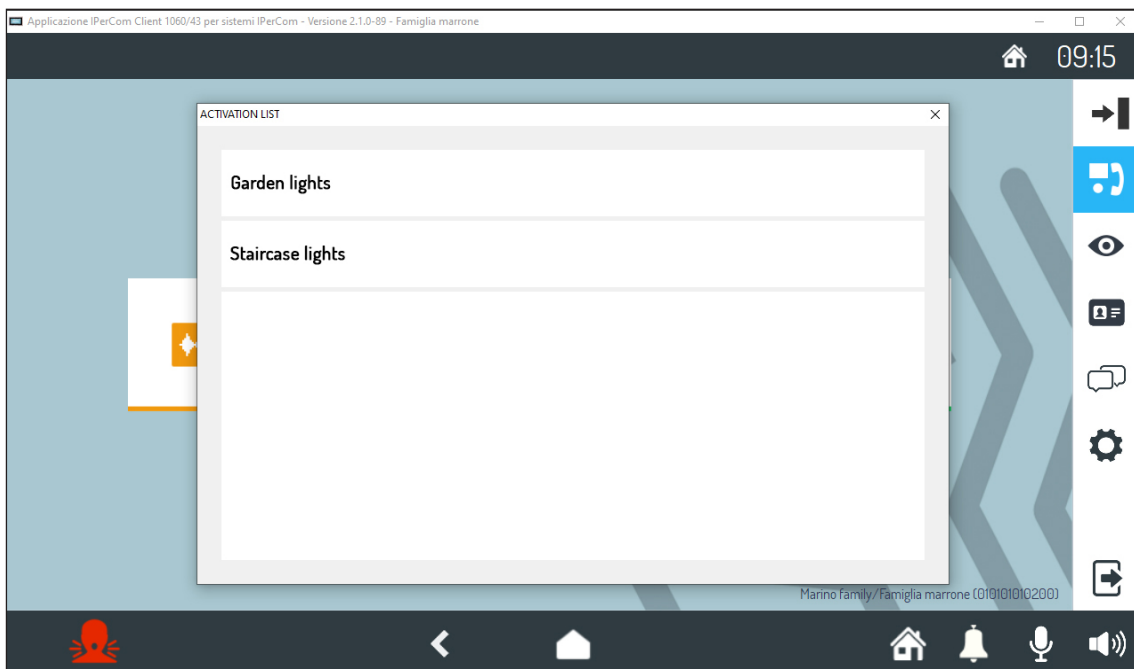 Applicazione IPerCom Client 1060/43 per sistemi IPerCom - Versione 2.1.0-89 - Famiglia marrone
09:15
ACTIVATION LIST
Garden lights
Staircase lights
Marino family/Famiglia marrone (010101010200)